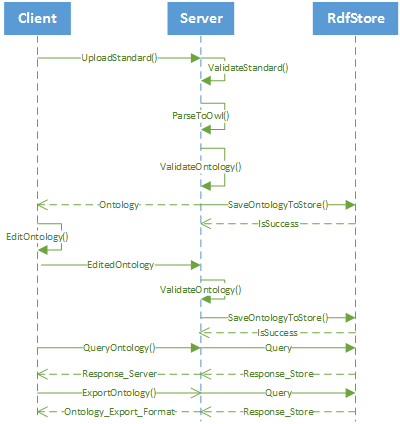 Client Server RdfStore
UploadStandard()
ValidateStandard()
ParseToOwl()
ValidateOntology()
Ontology SaveOntologyToStore()
IsSuccess
EditOntology()
EditedOntology
ValidateOntology()
SaveOntologyToStore()
IsSuccess
QueryOntology() Query
Response_Server Response_Store
ExportOntology() Query
Ontology_Export_Format Response_Store